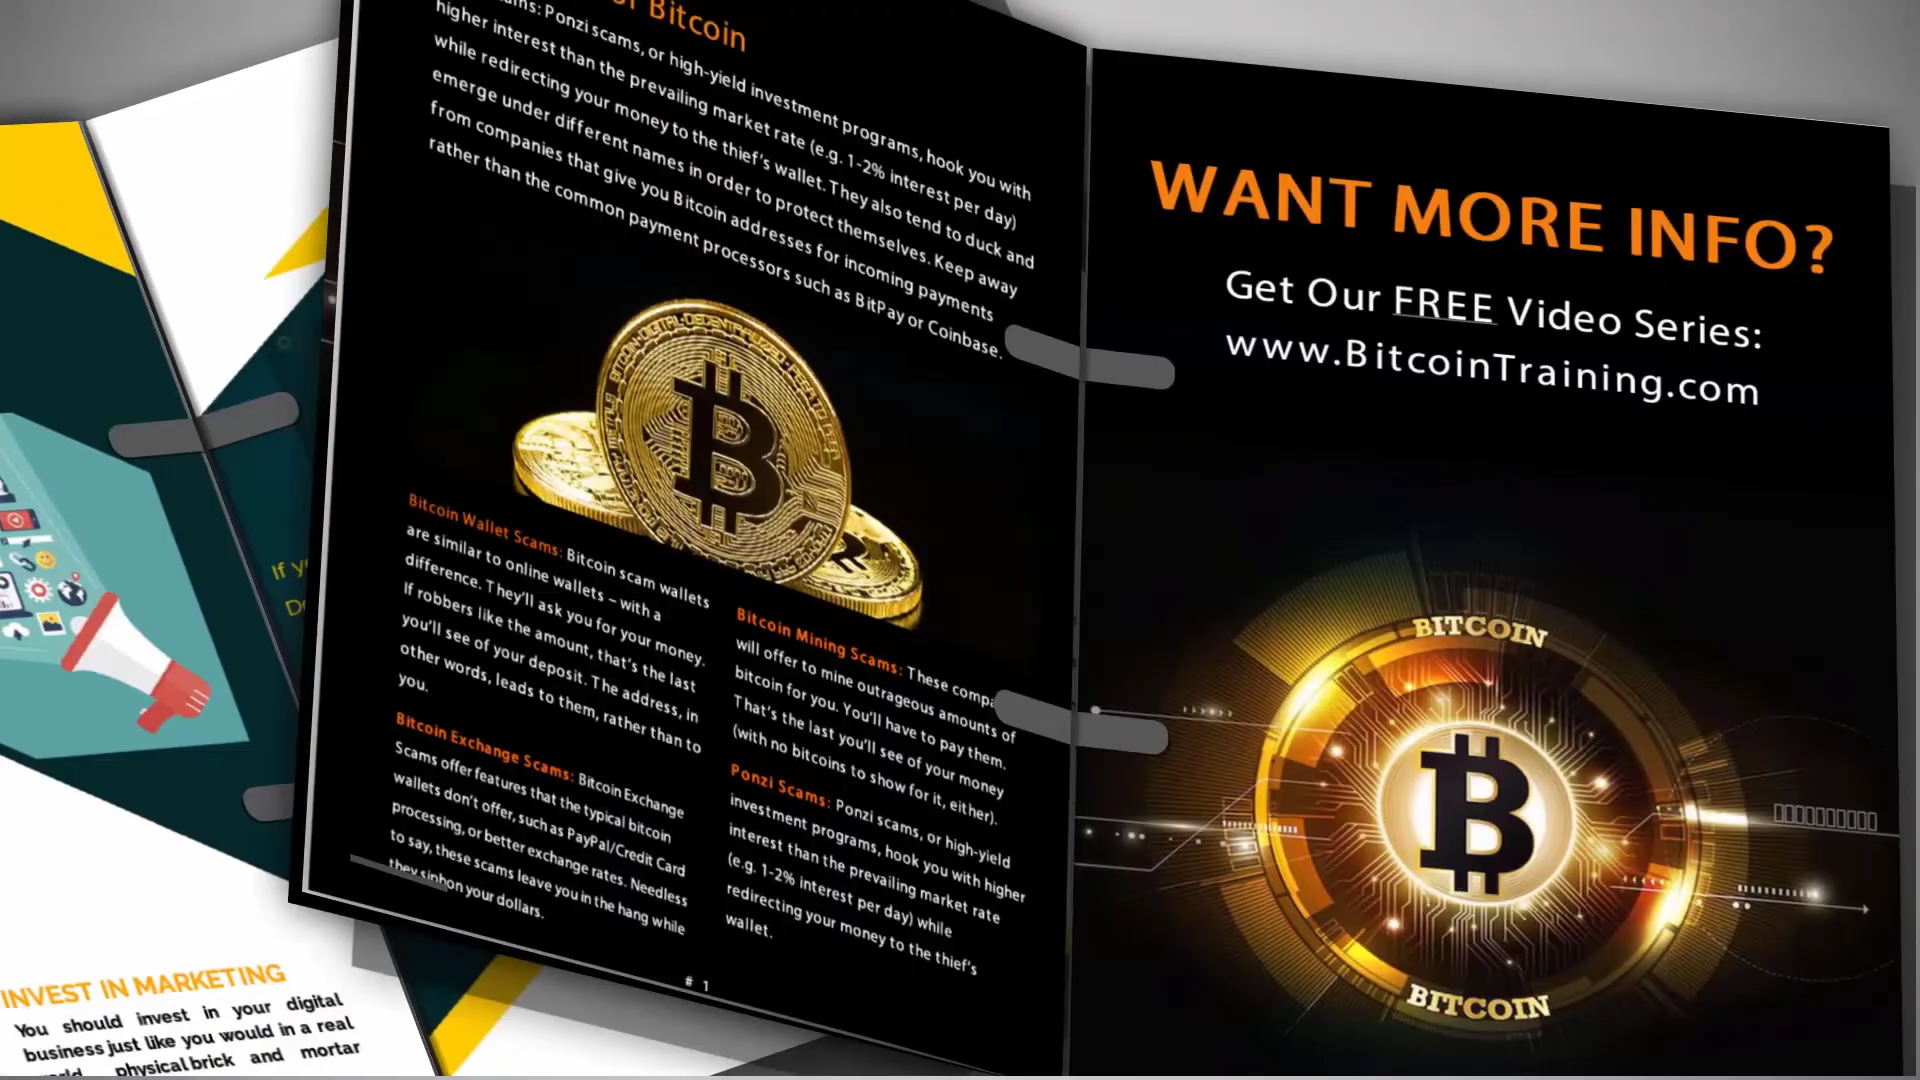 of Bitcoin
Ponzi scams, or high-yield investment programs, hook you with
higher interest than the prevailing market rate (e.g. 1-2% interest per day)
while redirecting your money to the thief's wallet. They also tend to duck and
emerge under different names in order to protect themselves. Keep away
from companies that give you Bitcoin addresses for incoming payments
rather than the common payment processors such as BitPay or Coinbase.
Bitcoin Wallet Scams: Bitcoin scam wallets
are similar to online wallets – with a
difference. They'll ask you for your money.
If robbers like the amount, that's the last
you'll see of your deposit. The address, in
other words, leads to them, rather than to
you.
Bitcoin Exchange Scams: Bitcoin Exchange
Scams offer features that the typical bitcoin
wallets don't offer, such as PayPal/Credit Card
processing, or better exchange rates. Needless
to say, these scams leave you in the hang while
they siphon your dollars.
Bitcoin Mining Scams: These
will offer to mine outrageous amounts of
bitcoin for you. You'll have to pay them.
That's the last you'll see of your money
(with no bitcoins to show for it, either).
Ponzi Scams: Ponzi scams, or high-yield
investment programs, hook you with higher
interest than the prevailing market rate
(e.g. 1-2% interest per day) while
redirecting your money to the thief's
wallet.
# 1
WANT MORE INFO?
Get Our FREE Video Series:
www.BitcoinTraining.com
BITCOIN
BITCOIN
If
INVEST IN MARKETING
You should invest in your digital
business just like you would in a real
physical brick and mortar